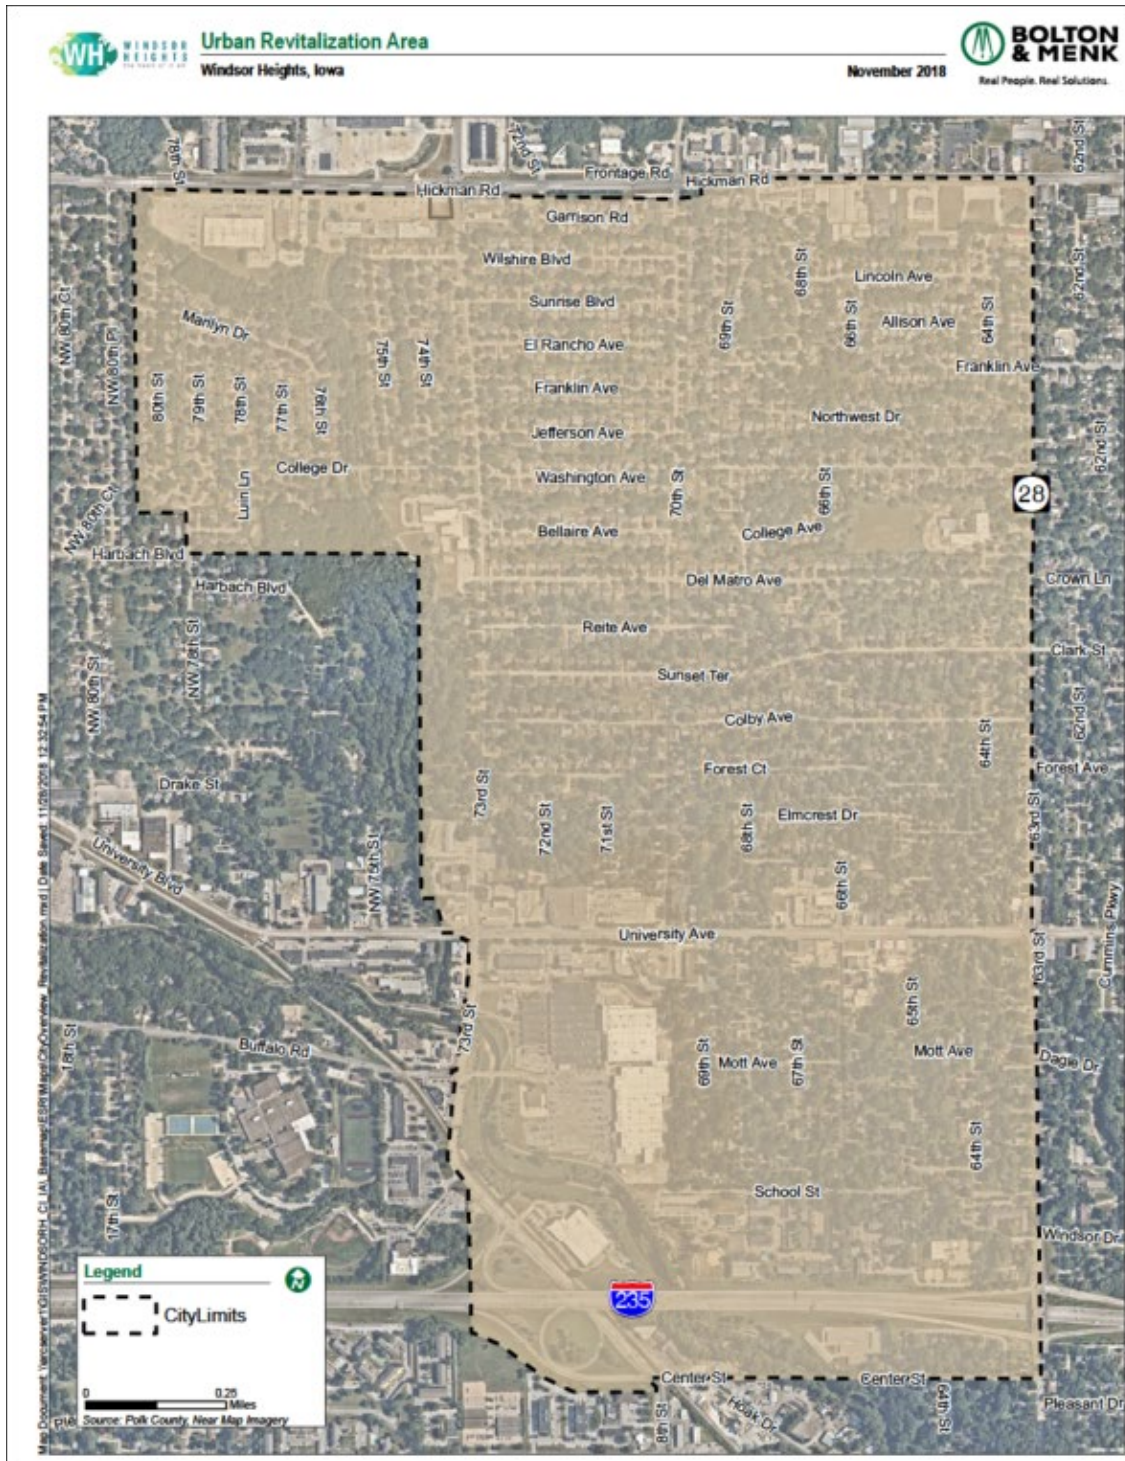 WH WINDSOR HEIGHTS
Urban Revitalization Area
Windsor Heights, Iowa
November 2018
BOLTON & MENK
Real People. Real Solutions.
78th St
72nd St
Frontage Rd
62nd St
Hickman Rd
Hickman Rd
Garrison Rd
Wilshire Blvd
68th St
Lincoln Ave
62nd St
NW 80th Ct
NW 80th Pl
Marilyn Dr
Sunrise Blvd
69th St
66th St
Allison Ave
64th St
El Rancho Ave
75th St
74th St
Franklin Ave
80th St
79th St
78th St
77th St
76th St
Franklin Ave
Northwest Dr
Jefferson Ave
62nd St
College Dr
Washington Ave
70th St
66th St
28
Luin Ln
NW 80th Ct
Bellaire Ave
College Ave
Harbach Blvd
Harbach Blvd
Del Matro Ave
Crown Ln
Reite Ave
NW 78th St
Clark St
Sunset Ter
NW 80th St
62nd St
Colby Ave
64th St
Forest Ct
Forest Ave
Drake St
73rd St
72nd St
71st St
68th St
Elmcrest Dr
63rd St
University Blvd
NW 75th St
66th St
University Ave
63rd St
Cummins Pkwy
65th St
73rd St
16th St
Buffalo Rd
69th St
Mott Ave
67th St
Mott Ave
Dagle Dr
64th St
School St
17th St
Windsor Dr
235
Center St
Center St
8th St
Hoak Dr
64th St
Pleasant Dr
Legend
N
CityLimits
0 0.25
Miles
Source: Polk County, Near Map Imagery